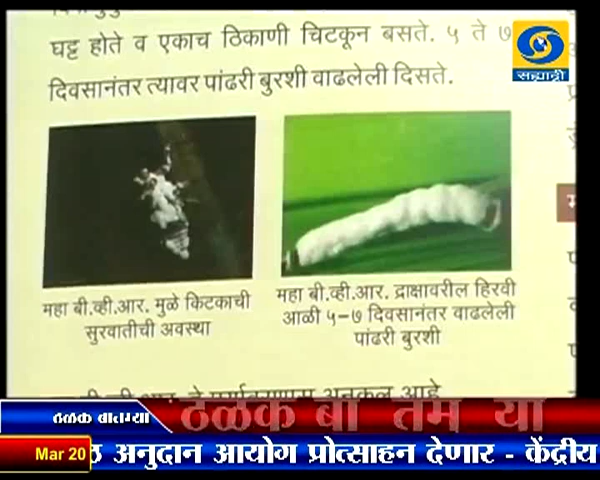 घट्ट होते व एकाच ठिकाणी चिटकून बसते. ५ ते ७
दिवसानंतर त्यावर पांढरी बुरशी वाढलेली दिसते.
सह्याद्री
महा बी.व्ही.आर. मुळे किटकाची
सुरवातीची अवस्था
महा बी.व्ही.आर. द्राक्षावरील हिरवी
आळी ५–७ दिवसानंतर वाढलेली
पांढरी बुरशी
ठळक बातम्या
ठळक बातम्या
Mar 20
अनुदान आयोग प्रोत्साहन देणार - केंद्रीय